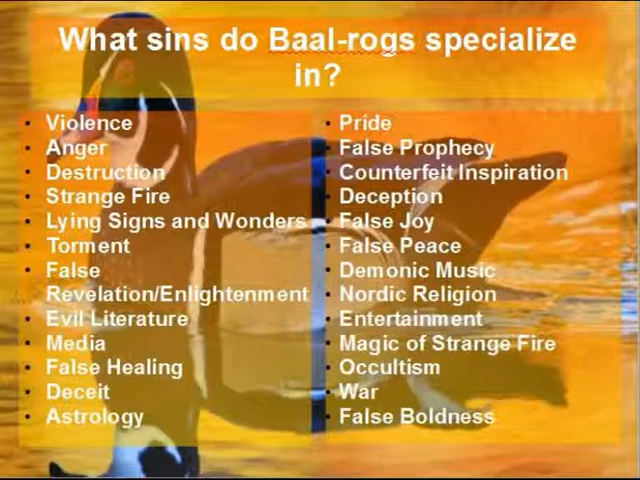 What sins do Baal-rogs specialize
in?
• Violence
• Anger
• Destruction
• Strange Fire
• Lying Signs and Wonders
• Torment
• False
Revelation/Enlightenment
• Evil Literature
• Media
• False Healing
• Deceit
• Astrology
• Pride
• False Prophecy
• Counterfeit Inspiration
• Deception
• False Joy
• False Peace
• Demonic Music
• Nordic Religion
• Entertainment
• Magic of Strange Fire
• Occultism
• War
• False Boldness